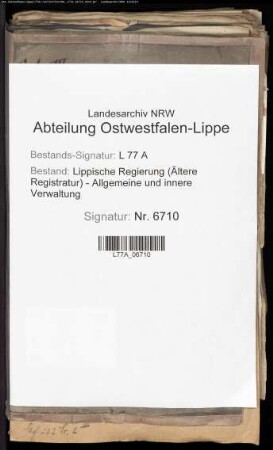 Landesarchiv NRW
Abteilung Ostwestfalen-Lippe
Bestands-Signatur: L 77 A
Bestand: Lippische Regierung (Ältere
Registratur) - Allgemeine und innere
Verwaltung
Signatur: Nr. 6710
L77A_06710